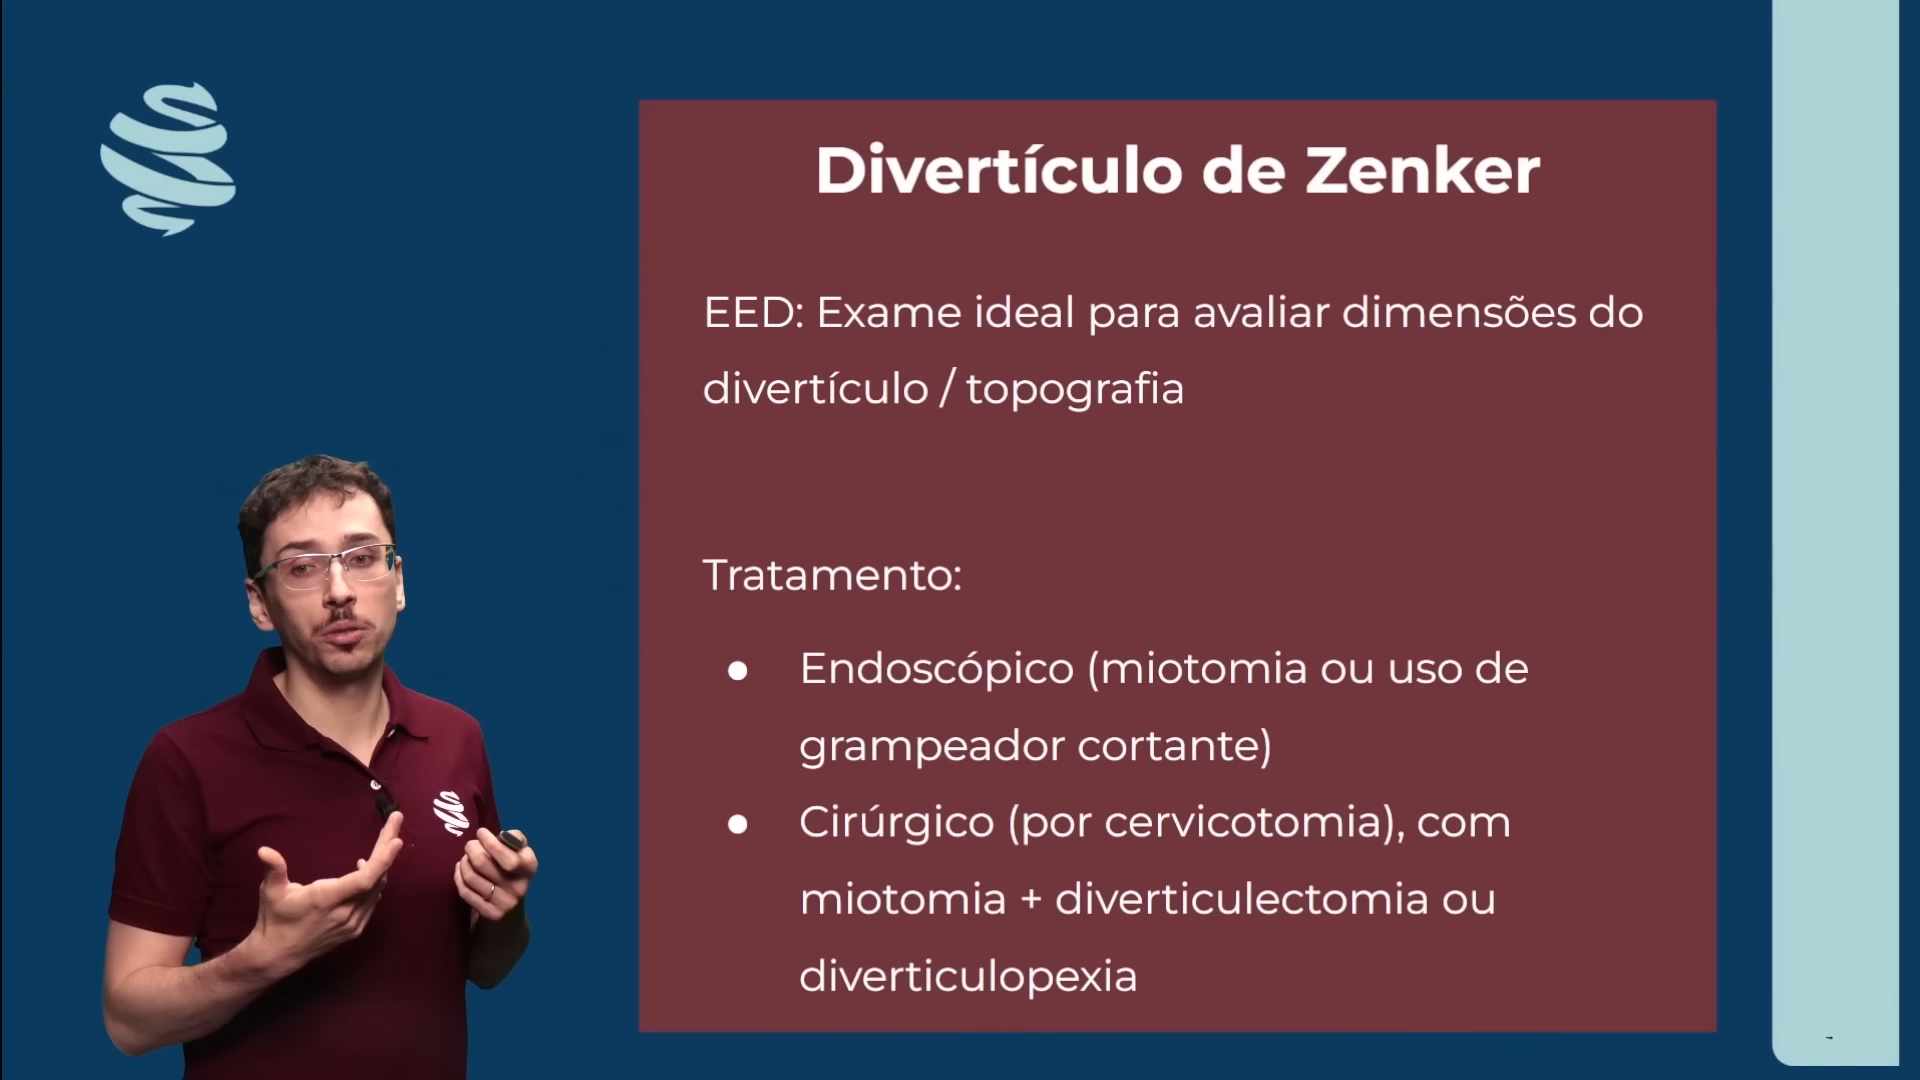 Divertículo de Zenker
EED: Exame ideal para avaliar dimensões do
divertículo / topografia
Tratamento:
● Endoscópico (miotomia ou uso de
grampeador cortante)
● Cirúrgico (por cervicotomia), com
miotomia + diverticulectomia ou
diverticulopexia